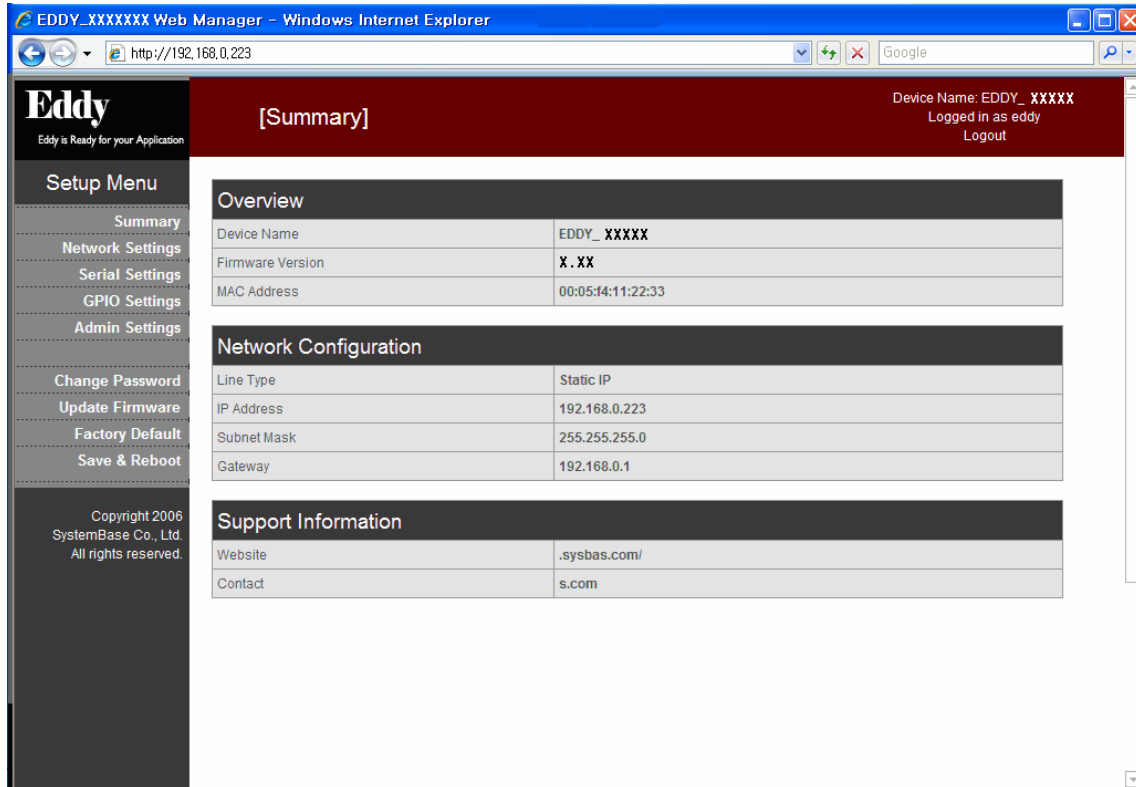 EDDY_XXXXXXX Web Manager - Windows Internet Explorer
http://192.168.0.223
Google
Eddy
Eddy is Ready for your Application
[Summary]
Device Name: EDDY_ XXXXX
Logged in as eddy
Logout
Setup Menu
Summary
Network Settings
Serial Settings
GPIO Settings
Admin Settings
Change Password
Update Firmware
Factory Default
Save & Reboot
Copyright 2006
SystemBase Co., Ltd.
All rights reserved.
Overview
Device Name EDDY_ XXXXX
Firmware Version X.XX
MAC Address 00:05:f4:11:22:33
Network Configuration
Line Type Static IP
IP Address 192.168.0.223
Subnet Mask 255.255.255.0
Gateway 192.168.0.1
Support Information
Website .sysbas.com/
Contact s.com